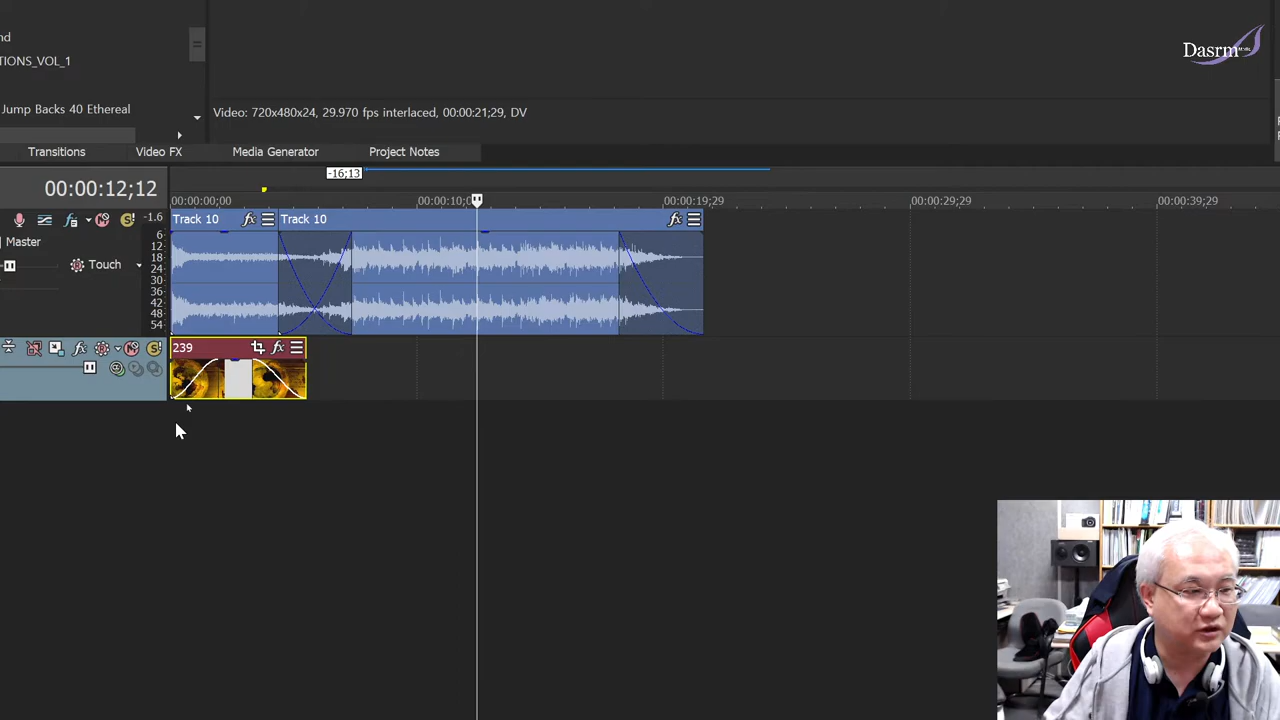 nd
Dasrm
TIONS_VOL_1
Jump Backs 40 Ethereal
Video: 720x480x24, 29.970 fps interlaced, 00:00:21;29, DV
Transitions Video FX Media Generator Project Notes
-16;13
00:00:12;12
00:00:00;00 00:00:10;0 00:00:19;29 00:00:29;29 00:00:39;29
-1.6
Track 10 fx Track 10 fx
Master
6
12
18
24
30
36
42
48
54
Touch
239